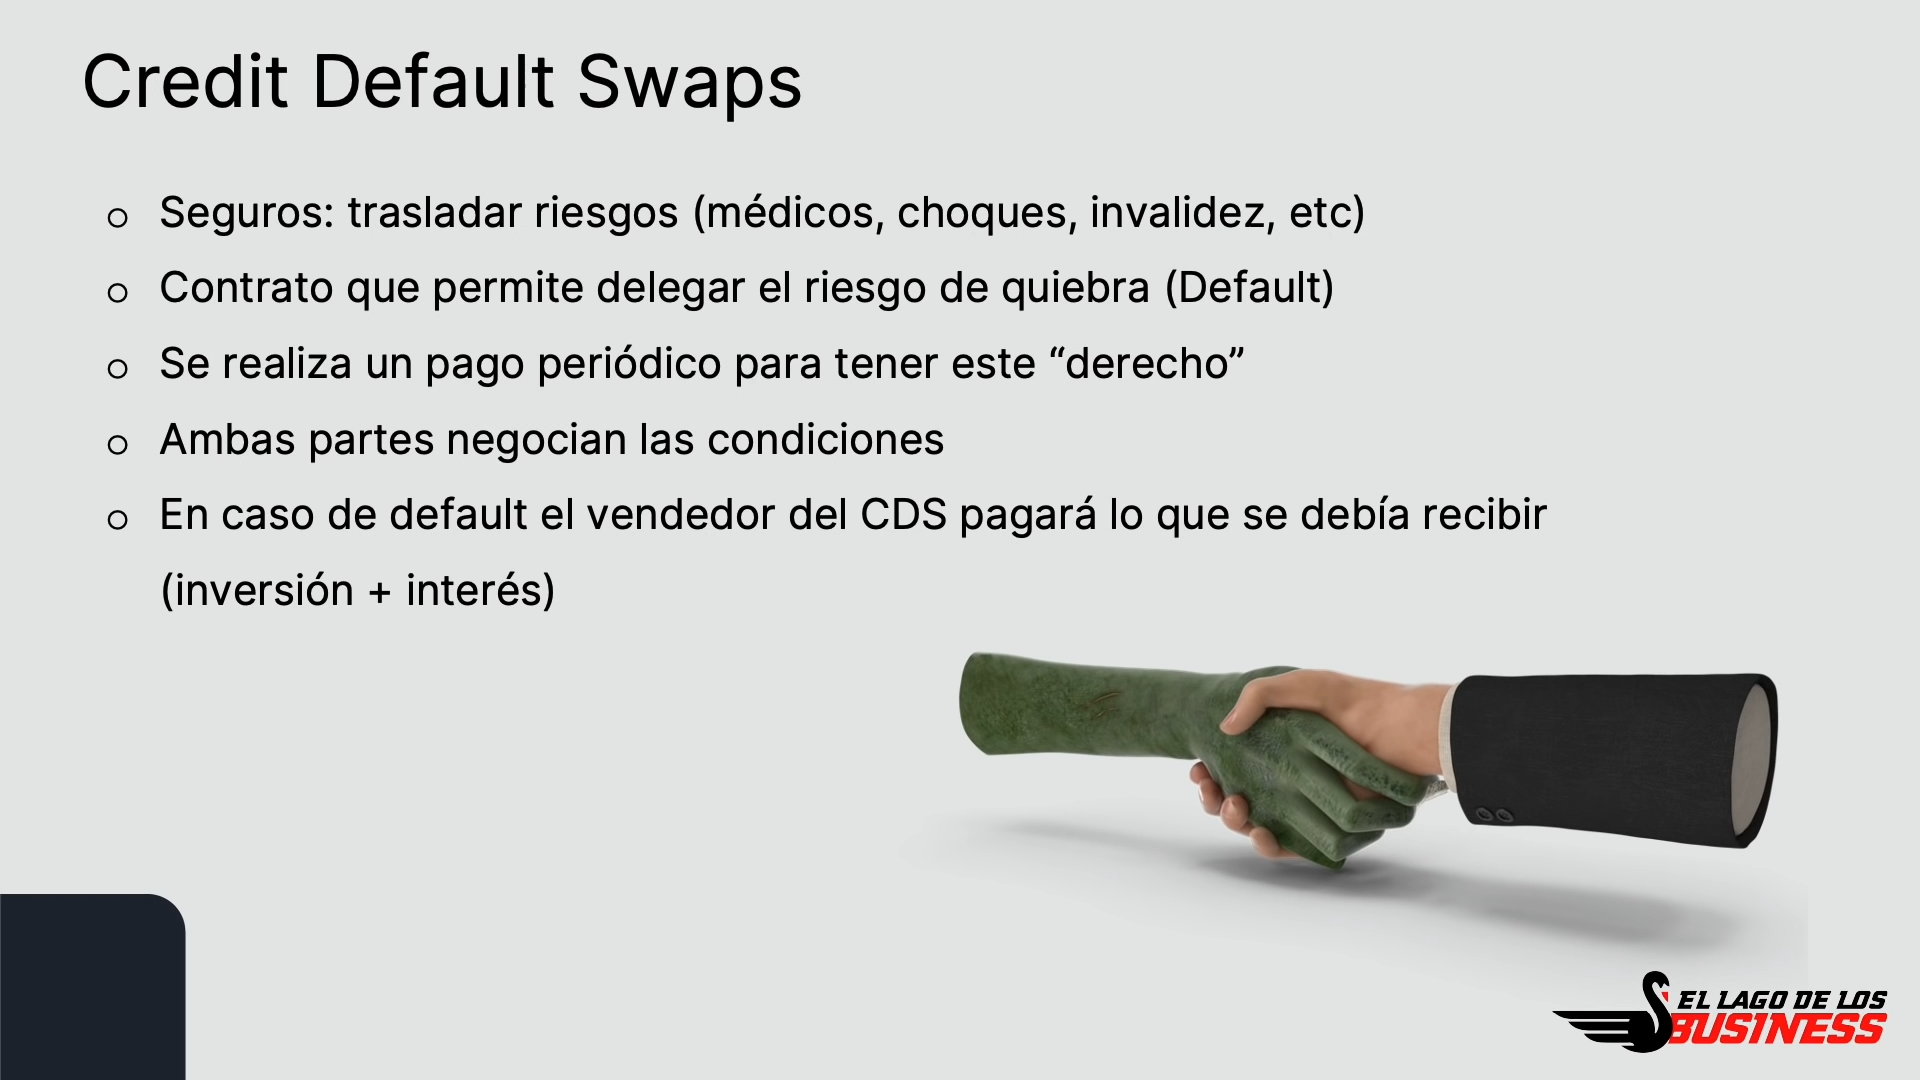 Credit Default Swaps
Seguros: trasladar riesgos (médicos, choques, invalidez, etc)
Contrato que permite delegar el riesgo de quiebra (Default)
Se realiza un pago periódico para tener este “derecho”
Ambas partes negocian las condiciones
En caso de default el vendedor del CDS pagará lo que se debía recibir
(inversión + interés)
EL LAGO DE LOS
BUSINESS